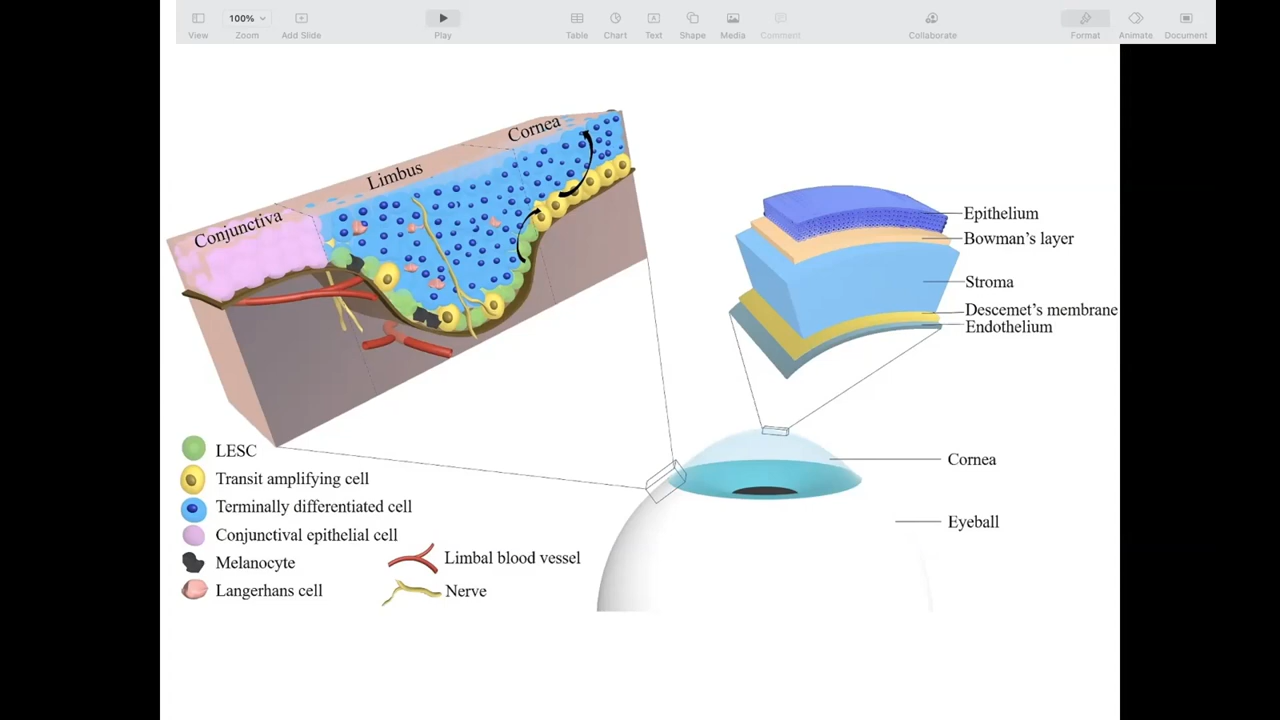 View
100%
Zoom
Add Slide
Play
Table
Chart
Text
Shape
Media
Comment
Collaborate
Format
Animate
Document
Conjunctiva
Limbus
Cornea
Epithelium
Bowman’s layer
Stroma
Descemet’s membrane
Endothelium
Cornea
Eyeball
LESC
Transit amplifying cell
Terminally differentiated cell
Conjunctival epithelial cell
Melanocyte
Langerhans cell
Limbal blood vessel
Nerve